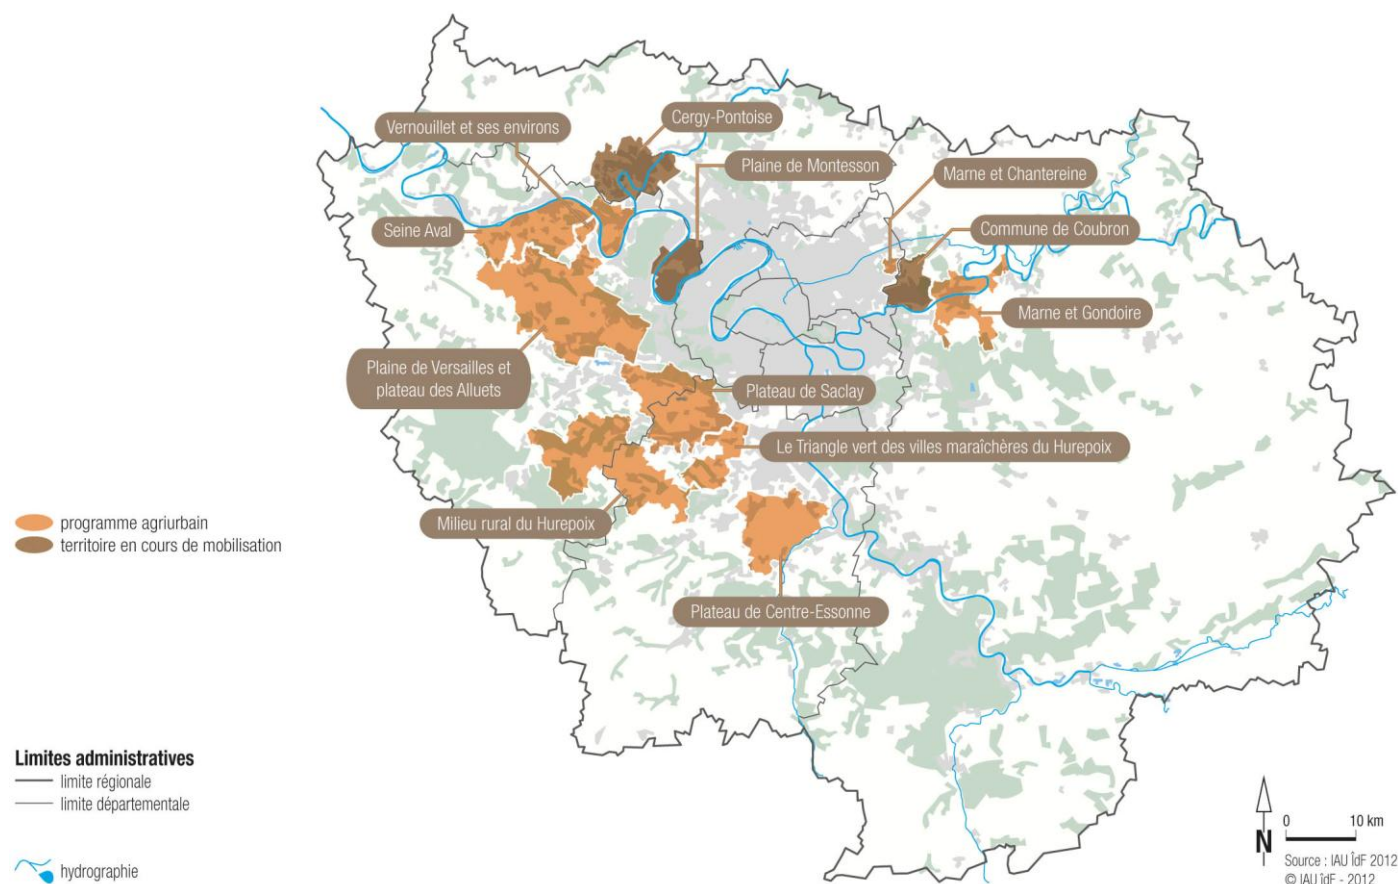 Cergy-Pontoise
Vernouillet et ses environs
Plaine de Montesson
Marne et Chantereine
Seine Aval
Commune de Coubron
Marne et Gondoire
Plaine de Versailles et
plateau des Alluets
Plateau de Saclay
Le Triangle vert des villes maraîchères du Hurepoix
Milieu rural du Hurepoix
programme agriurbain
territoire en cours de mobilisation
Plateau de Centre-Essonne
Limites administratives
limite régionale
limite départementale
hydrographie
N
0 10 km
Source : IAU îdF 2012
© IAU îdF - 2012